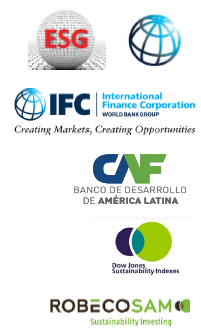 ESG
IFC
International
Finance Corporation
WORLD BANK GROUP
Creating Markets, Creating Opportunities
CAF
BANCO DE DESARROLLO
DE AMÉRICA LATINA
Dow Jones
Sustainability Indexes
ROBECOSAM
Sustainability Investing